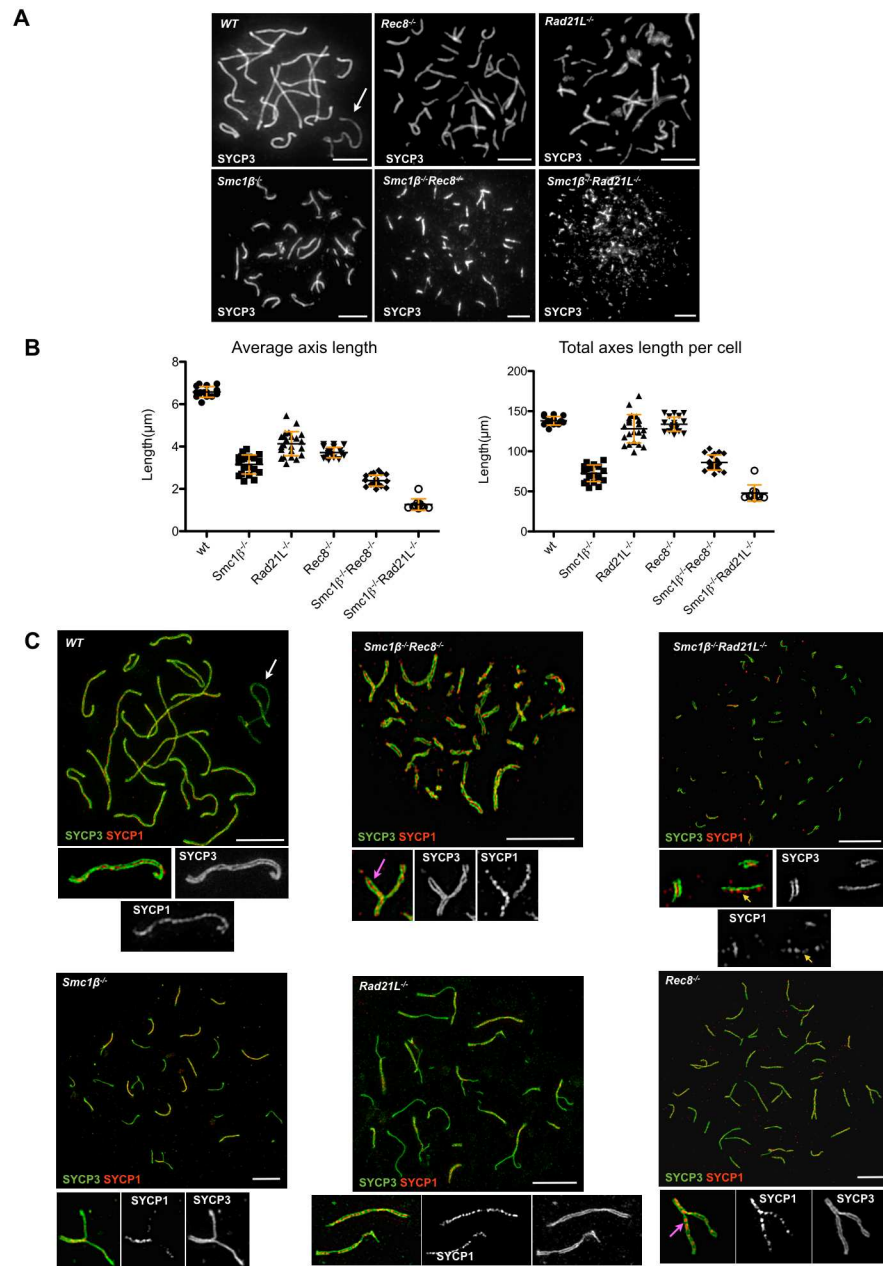 A
WT
Rec8-/-
Rad21L-/-
SYCP3
SYCP3
SYCP3
Smc1β-/-
Smc1β-/-Rec8-/-
Smc1β-/-Rad21L-/-
SYCP3
SYCP3
SYCP3
B
Average axis length
Total axes length per cell
Length(μm)
8
6
4
2
0
wt
Smc1β-/-
Rad21L-/-
Rec8-/-
Smc1β-/-Rec8-/-
Smc1β-/-Rad21L-/-
Length(μm)
200
150
100
50
0
wt
Smc1β-/-
Rad21L-/-
Rec8-/-
Smc1β-/-Rec8-/-
Smc1β-/-Rad21L-/-
C
WT
Smc1β-/-Rec8-/-
Smc1β-/-Rad21L-/-
SYCP3 SYCP1
SYCP3 SYCP1
SYCP3 SYCP1
SYCP3
SYCP3
SYCP1
SYCP3
SYCP1
SYCP1
Smc1β-/-
Rad21L-/-
Rec8-/-
SYCP3 SYCP1
SYCP3 SYCP1
SYCP3 SYCP1
SYCP1
SYCP3
SYCP1
SYCP1
SYCP3